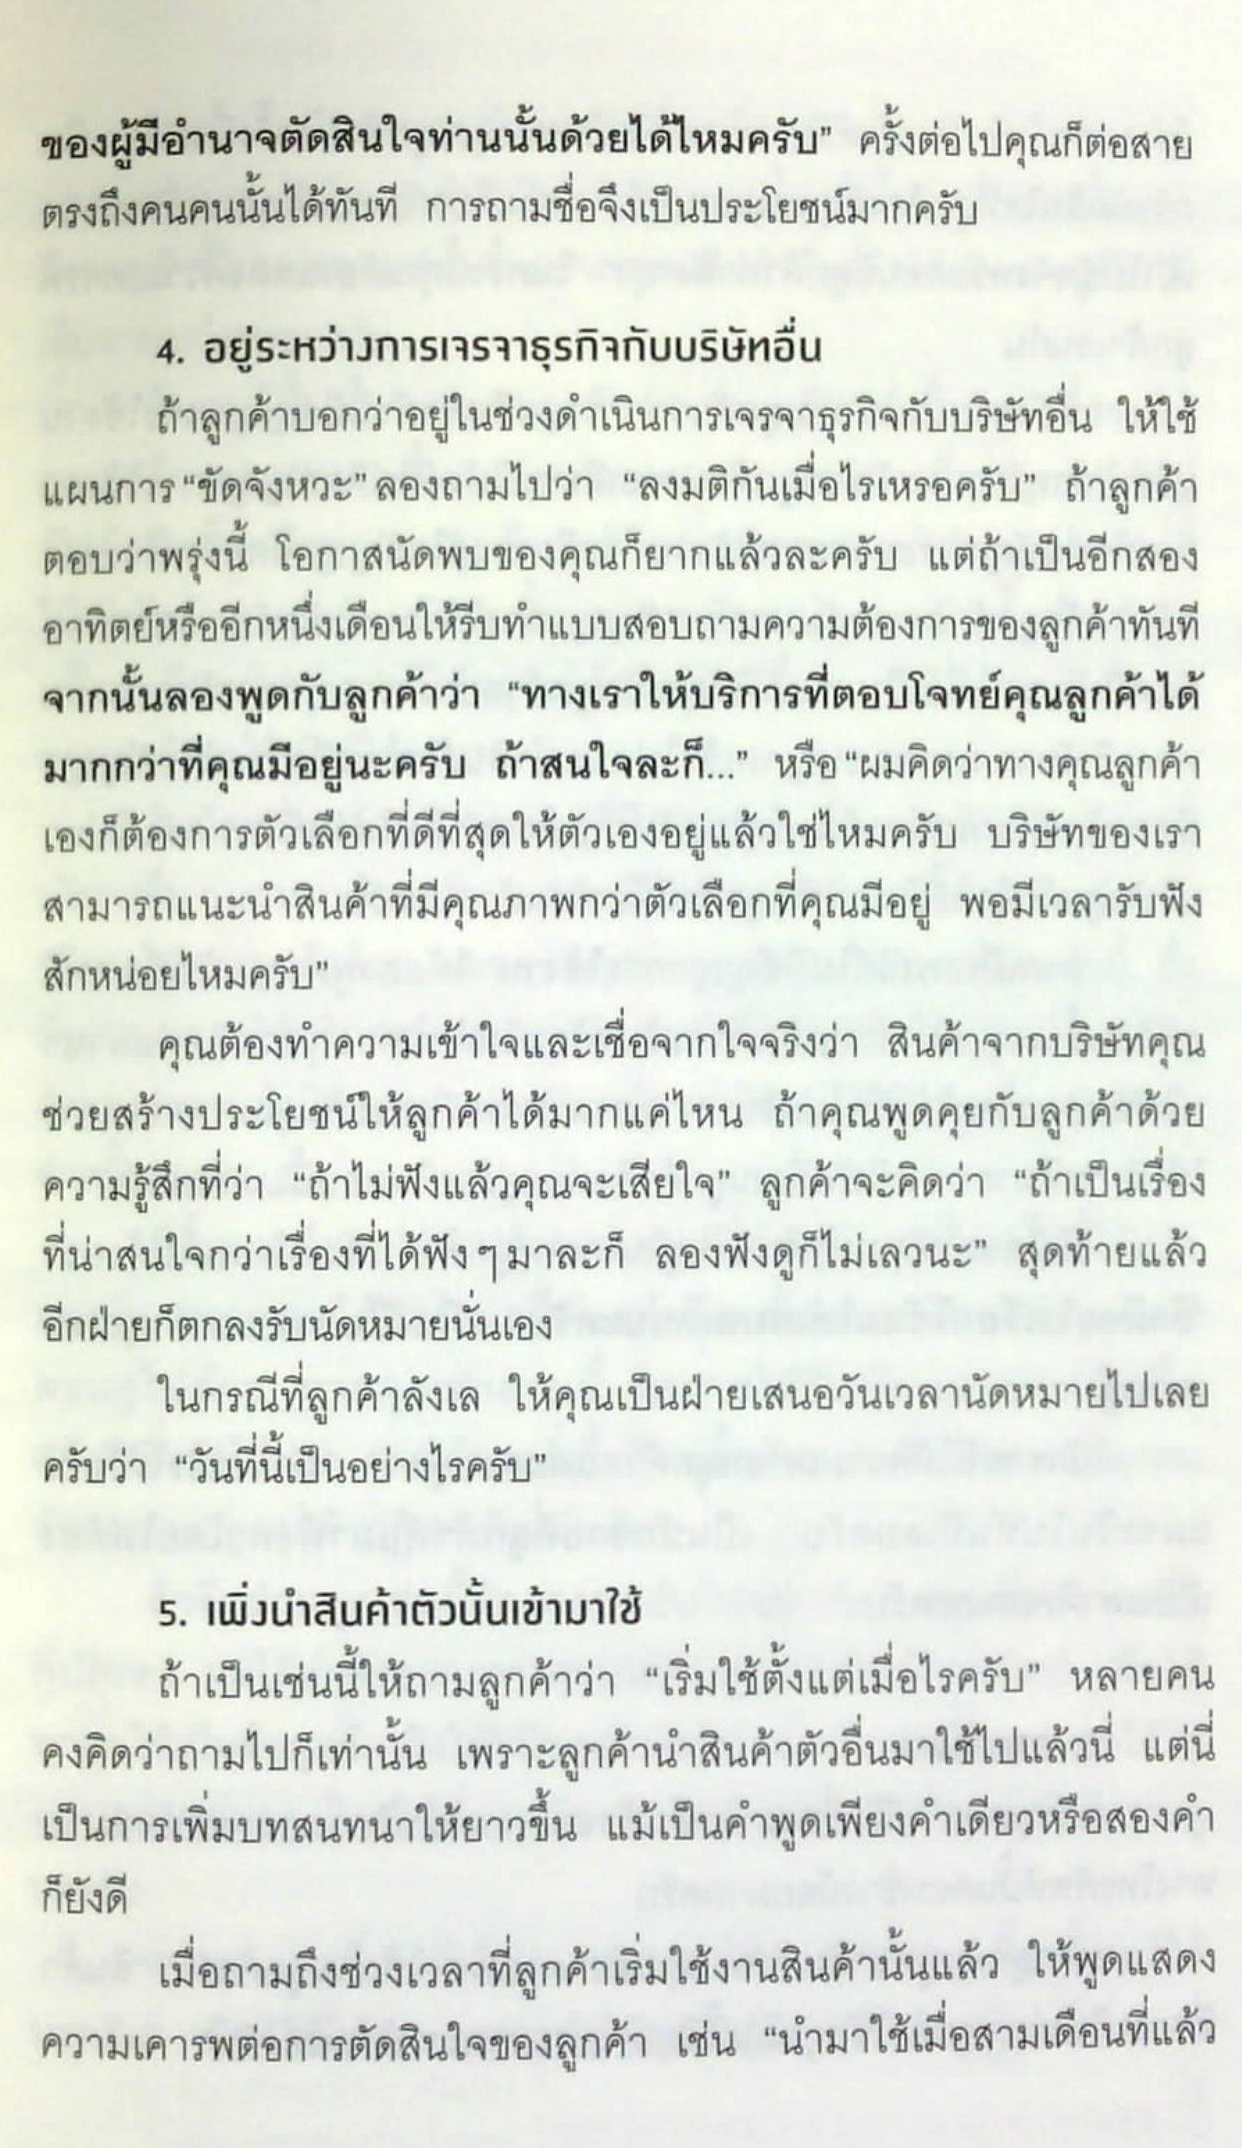 ของผู้มีอำนาจตัดสินใจท่านนั้นด้วยได้ไหมครับ” ครั้งต่อไปคุณก็ต่อสาย
ตรงถึงคนคนนั้นได้ทันที การถามชื่อจึงเป็นประโยชน์มากครับ
4. อยู่ระหว่างการเจรจาธุรกิจกับบริษัทอื่น
ถ้าลูกค้าบอกว่าอยู่ในช่วงดำเนินการเจรจาธุรกิจกับบริษัทอื่น ให้ใช้
แผนการ “ขัดจังหวะ” ลองถามไปว่า “ลงมติกันเมื่อไรเหรอครับ” ถ้าลูกค้า
ตอบว่าพรุ่งนี้ โอกาสนัดพบของคุณก็ยากแล้วละครับ แต่ถ้าเป็นอีกสอง
อาทิตย์หรืออีกหนึ่งเดือนให้รีบทำแบบสอบถามความต้องการของลูกค้าทันที
จากนั้นลองพูดกับลูกค้าว่า “ทางเราให้บริการที่ตอบโจทย์คุณลูกค้าได้
มากกว่าที่คุณมีอยู่นะครับ ถ้าสนใจละก็...” หรือ “ผมคิดว่าทางคุณลูกค้า
เองก็ต้องการตัวเลือกที่ดีที่สุดให้ตัวเองอยู่แล้วใช่ไหมครับ บริษัทของเรา
สามารถแนะนำสินค้าที่มีคุณภาพกว่าตัวเลือกที่คุณมีอยู่ พอมีเวลารับฟัง
สักหน่อยไหมครับ”
คุณต้องทำความเข้าใจและเชื่อจากใจจริงว่า สินค้าจากบริษัทคุณ
ช่วยสร้างประโยชน์ให้ลูกค้าได้มากแค่ไหน ถ้าคุณพูดคุยกับลูกค้าด้วย
ความรู้สึกที่ว่า “ถ้าไม่ฟังแล้วคุณจะเสียใจ” ลูกค้าจะคิดว่า “ถ้าเป็นเรื่อง
ที่น่าสนใจกว่าเรื่องที่ได้ฟัง ๆ มาละก็ ลองฟังดูก็ไม่เลวนะ” สุดท้ายแล้ว
อีกฝ่ายก็ตกลงรับนัดหมายนั่นเอง
ในกรณีที่ลูกค้าลังเล ให้คุณเป็นฝ่ายเสนอวันเวลานัดหมายไปเลย
ครับว่า “วันที่นี้เป็นอย่างไรครับ”
5. เพิ่งนำสินค้าตัวนั้นเข้ามาใช้
ถ้าเป็นเช่นนี้ให้ถามลูกค้าว่า “เริ่มใช้ตั้งแต่เมื่อไรครับ” หลายคน
คงคิดว่าถามไปก็เท่านั้น เพราะลูกค้านำสินค้าตัวอื่นมาใช้ไปแล้วนี่ แต่นี่
เป็นการเพิ่มบทสนทนาให้ยาวขึ้น แม้เป็นคำพูดเพียงคำเดียวหรือสองคำ
ก็ยังดี
เมื่อถามถึงช่วงเวลาที่ลูกค้าเริ่มใช้งานสินค้านั้นแล้ว ให้พูดแสดง
ความเคารพต่อการตัดสินใจของลูกค้า เช่น “นำมาใช้เมื่อสามเดือนที่แล้ว